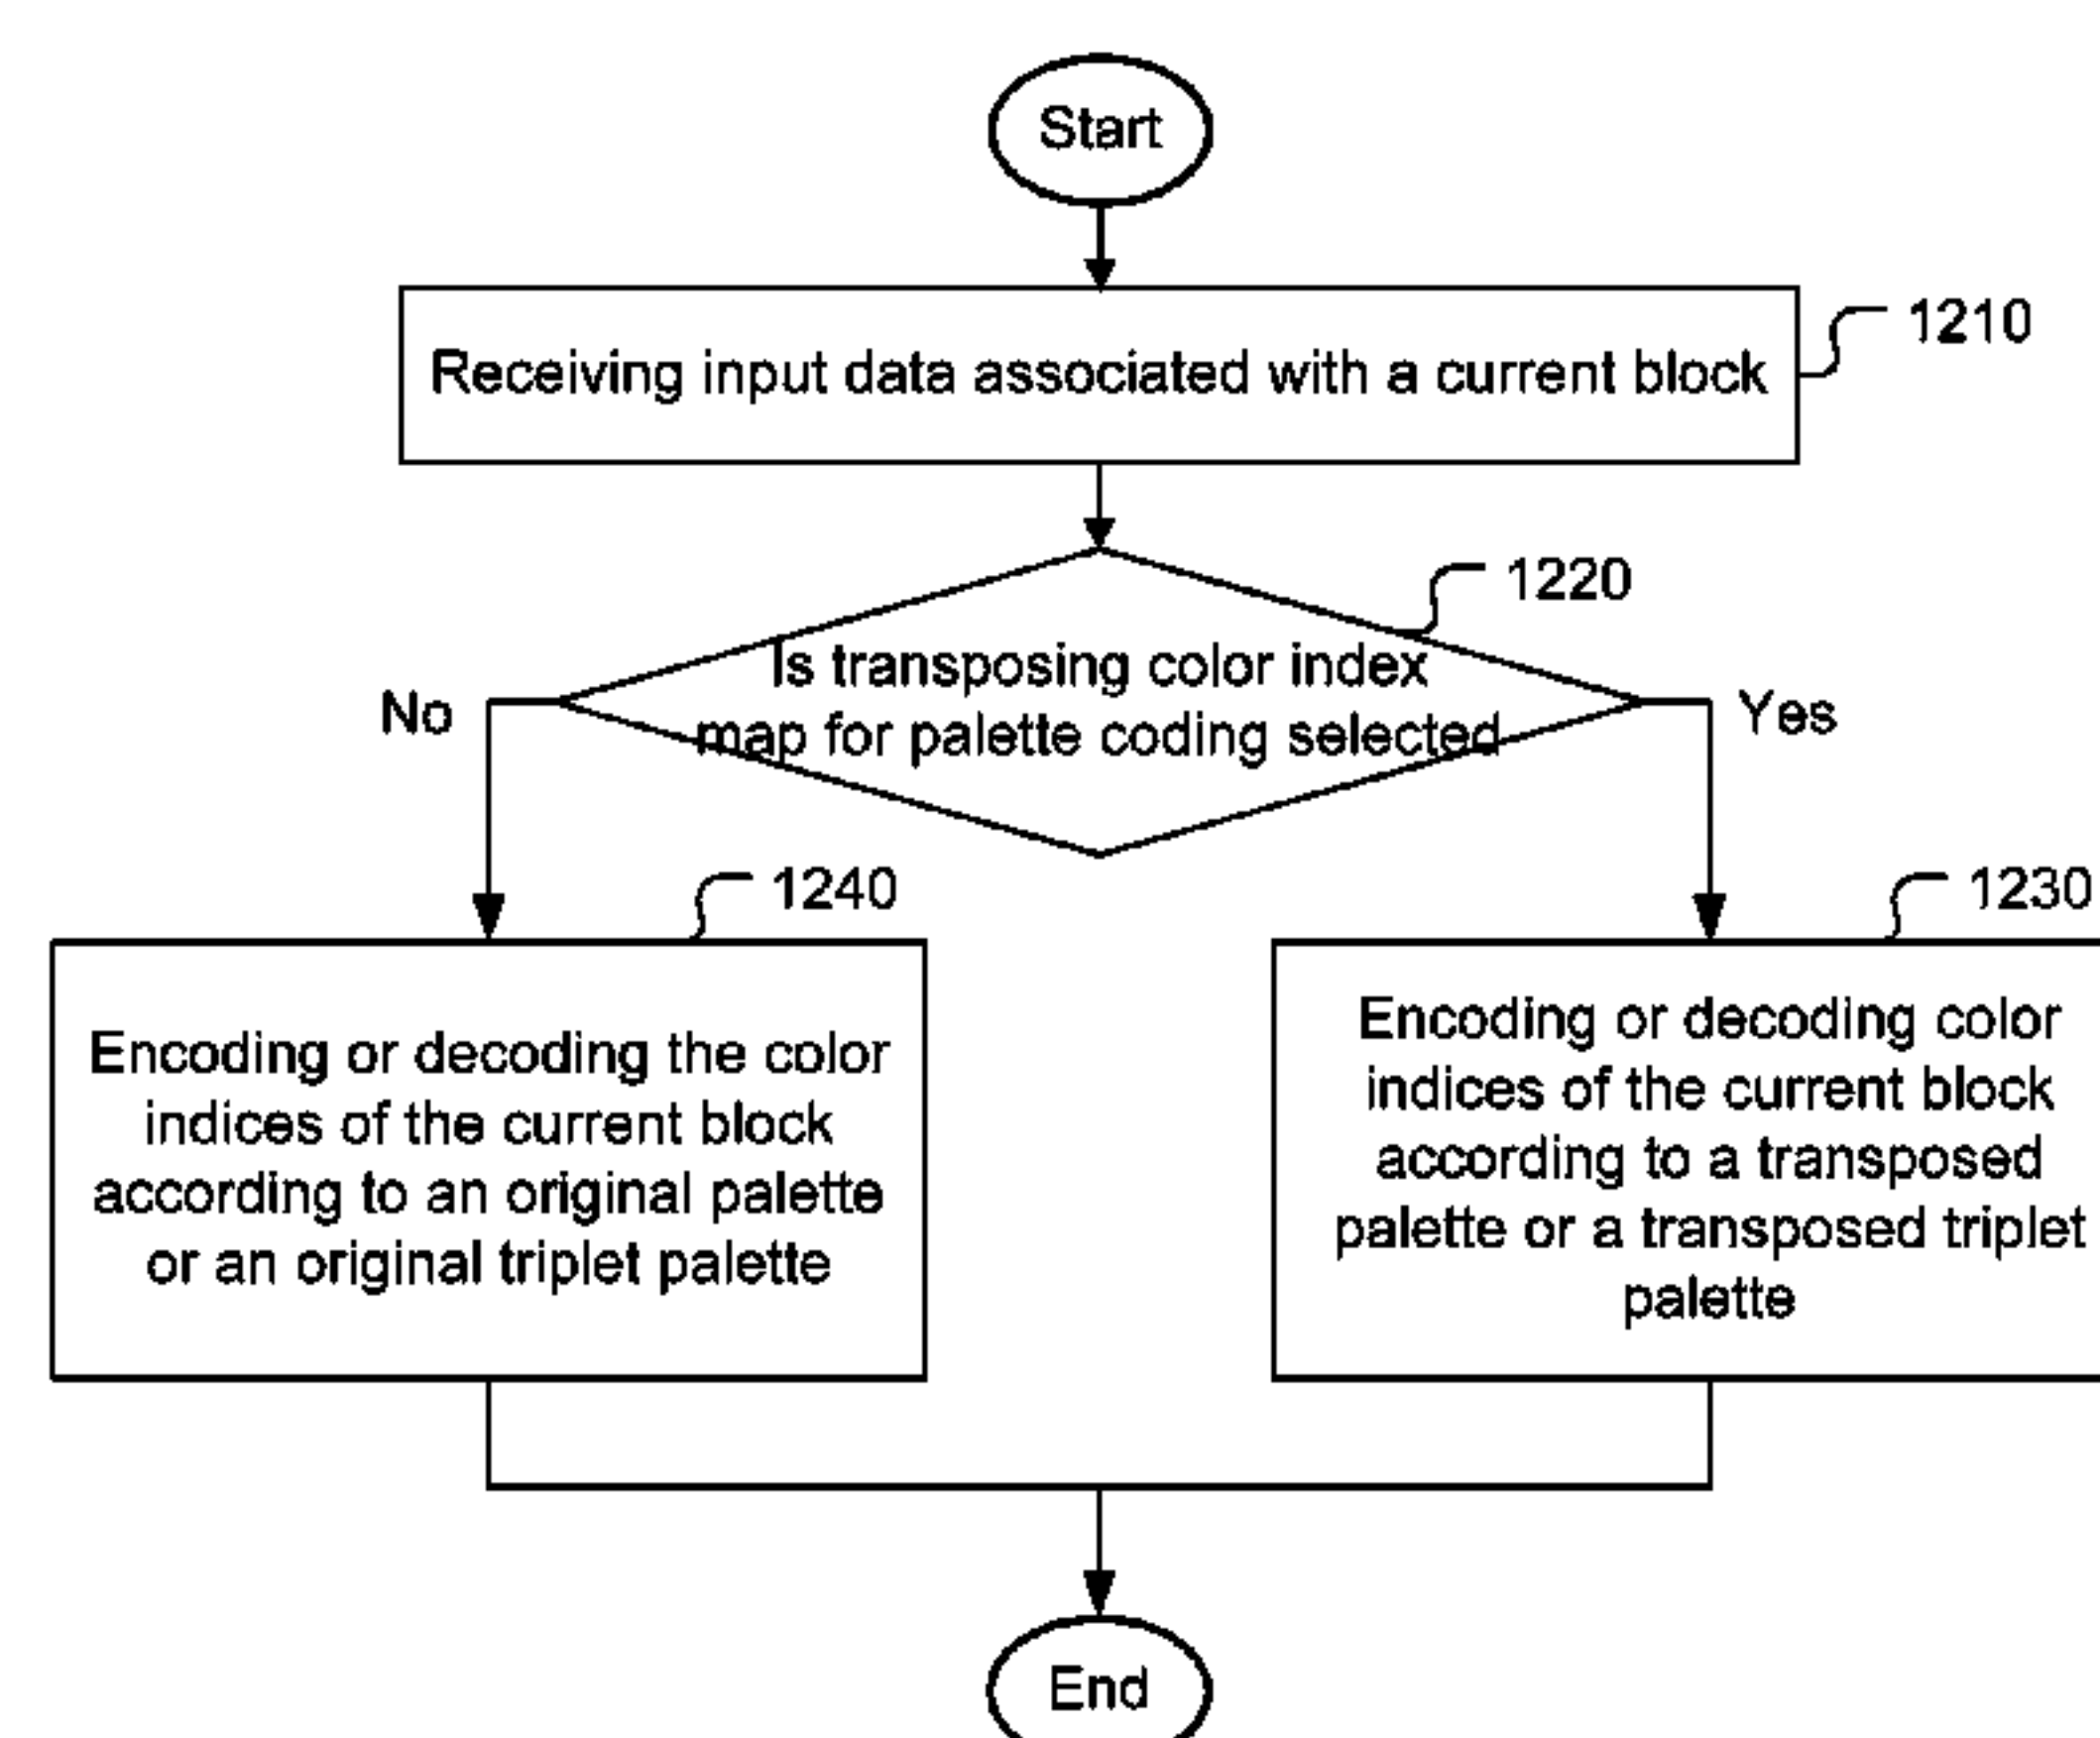 Start
Receiving input data associated with a current block
1210
1220
Is transposing color index
map for palette coding selected
No
Yes
1240
1230
Encoding or decoding the color
indices of the current block
according to an original palette
or an original triplet palette
Encoding or decoding color
indices of the current block
according to a transposed
palette or a transposed triplet
palette
End